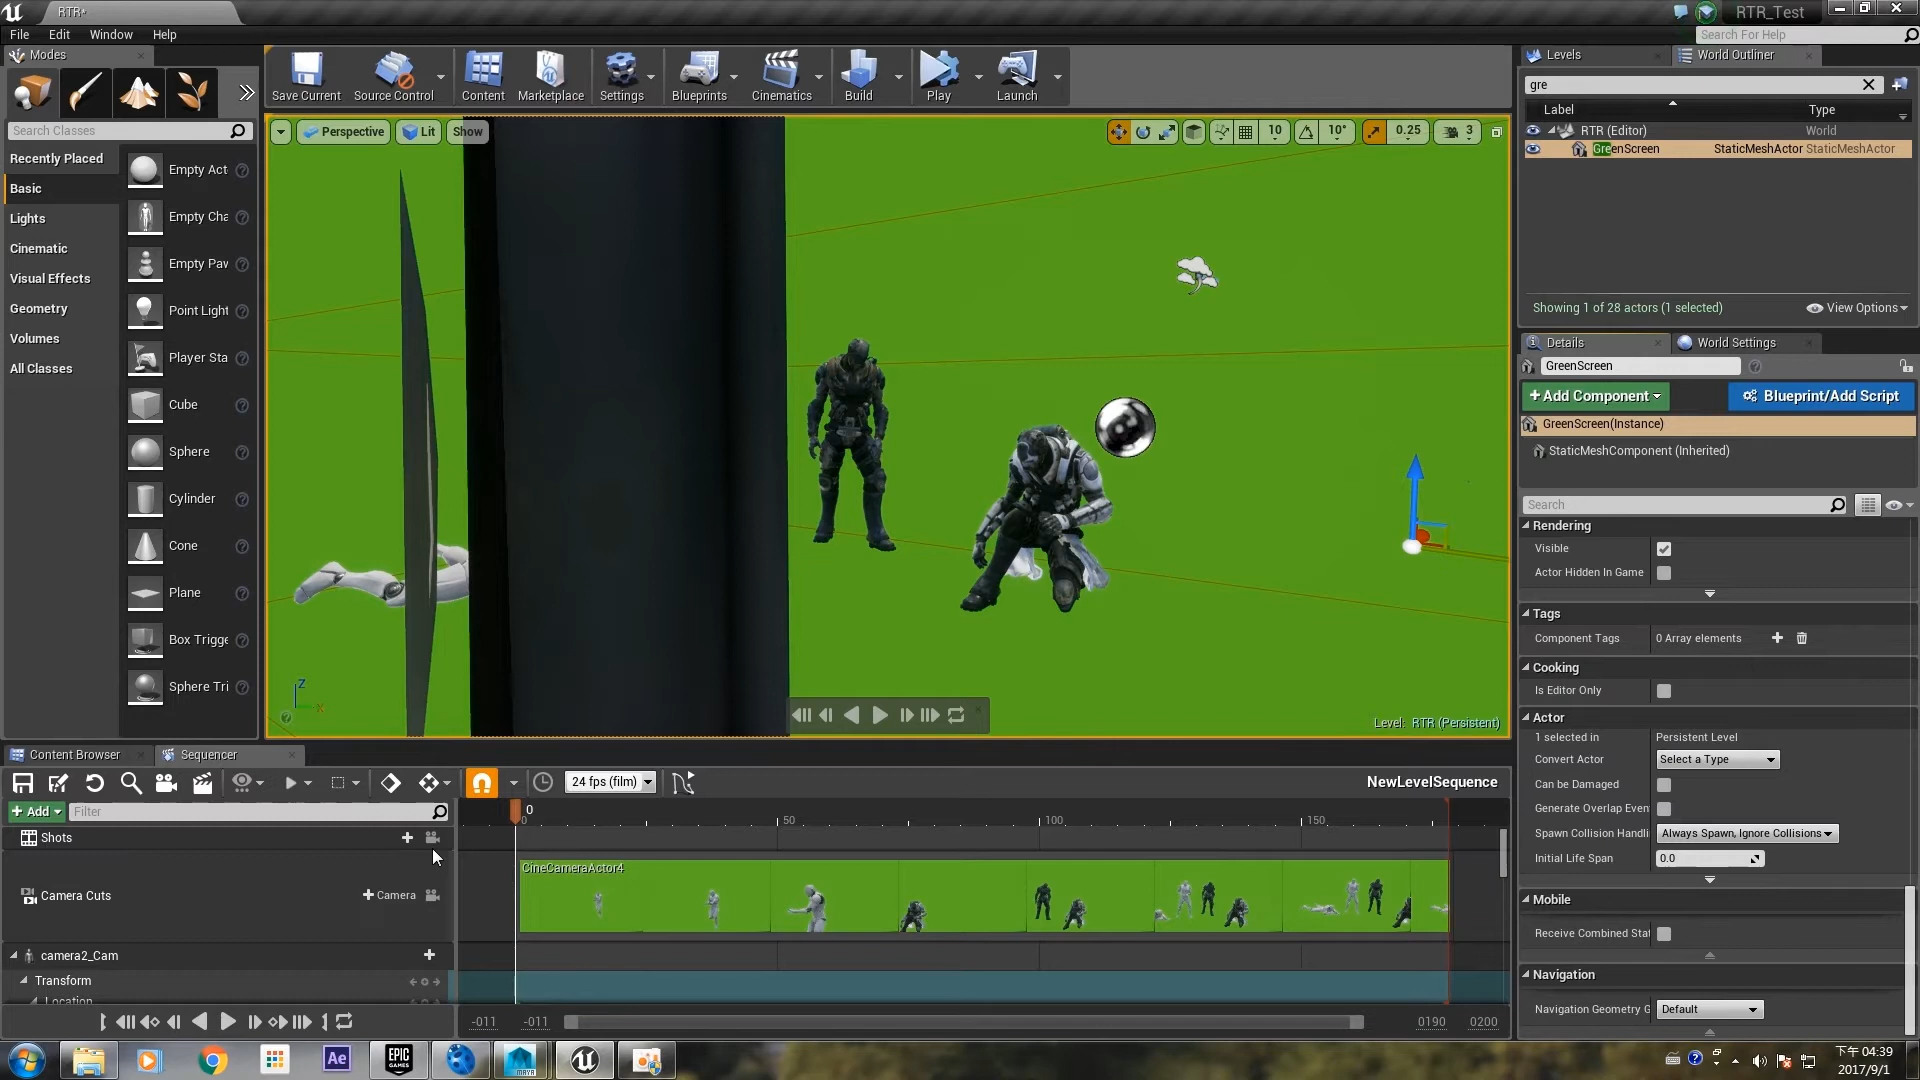 RTR*
RTR_Test
File Edit Window Help
Search For Help
Modes
Save Current
Source Control
Content
Marketplace
Settings
Blueprints
Cinematics
Build
Play
Launch
Search Classes
Recently Placed
Basic
Lights
Cinematic
Visual Effects
Geometry
Volumes
All Classes
Empty Act
Empty Cha
Empty Paw
Point Light
Player Sta
Cube
Sphere
Cylinder
Cone
Plane
Box Trigge
Sphere Tri
Perspective
Lit
Show
10
10°
0.25
3
Z
X
Level: RTR (Persistent)
Levels
World Outliner
gre
Label
Type
RTR (Editor)
World
GreenScreen
StaticMeshActor StaticMeshActor
Showing 1 of 28 actors (1 selected)
View Options
Details
World Settings
GreenScreen
+Add Component
Blueprint/Add Script
GreenScreen(Instance)
StaticMeshComponent (Inherited)
Search
Rendering
Visible
Actor Hidden In Game
Tags
Component Tags
0 Array elements
Cooking
Is Editor Only
Actor
1 selected in
Persistent Level
Convert Actor
Select a Type
Can be Damaged
Generate Overlap Even
Spawn Collision Handli
Always Spawn, Ignore Collisions
Initial Life Span
0.0
Mobile
Receive Combined Stat
Navigation
Navigation Geometry G
Default
Content Browser
Sequencer
24 fps (film)
NewLevelSequence
+ Add
Filter
0
0
50
100
150
Shots
CineCameraActor4
Camera Cuts
+ Camera
camera2_Cam
Transform
Location
-011
-011
0190
0200
Ae
EPIC GAMES
MAYA
下午 04:39
2017/9/1